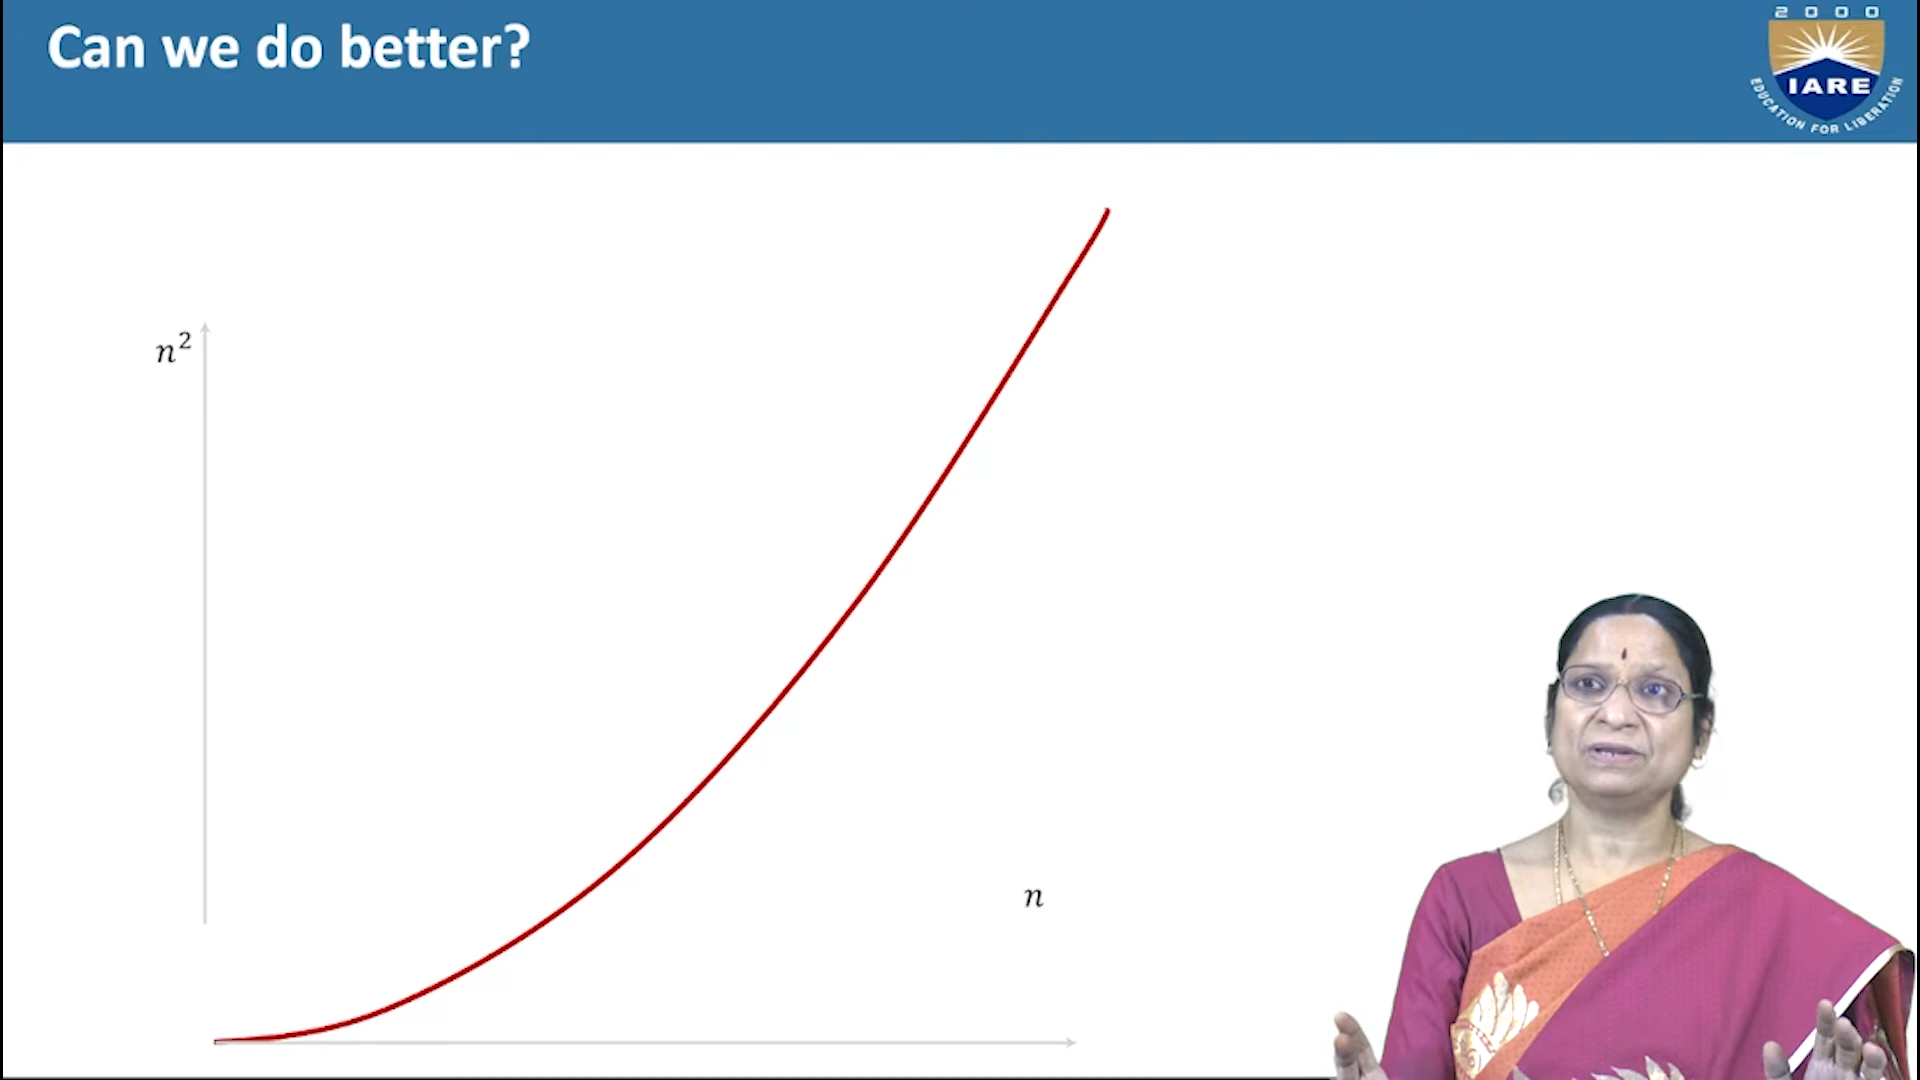 Can we do better?
2000
IARE
EDUCATION FOR LIBERATION
n²
n